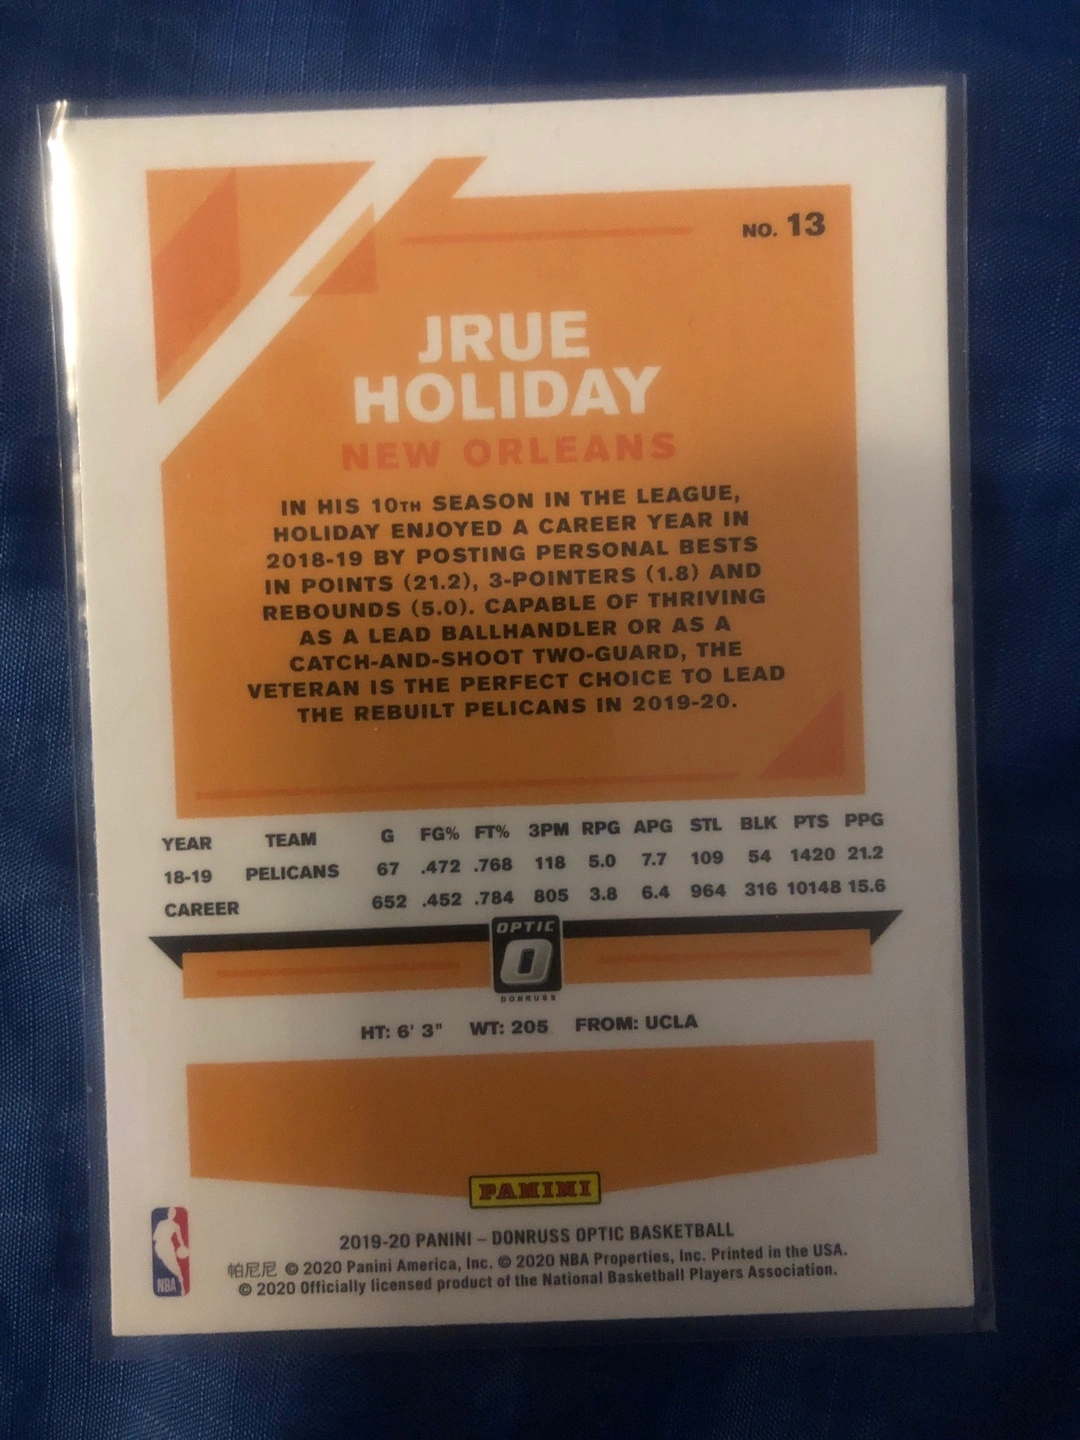 NO. 13
JRUE
HOLIDAY
NEW ORLEANS
IN HIS 10TH SEASON IN THE LEAGUE,
HOLIDAY ENJOYED A CAREER YEAR IN
2018-19 BY POSTING PERSONAL BESTS
IN POINTS (21.2), 3-POINTERS (1.8) AND
REBOUNDS (5.0). CAPABLE OF THRIVING
AS A LEAD BALLHANDLER OR AS A
CATCH-AND-SHOOT TWO-GUARD, THE
VETERAN IS THE PERFECT CHOICE TO LEAD
THE REBUILT PELICANS IN 2019-20.
YEAR TEAM G FG% FT% 3PM RPG APG STL BLK PTS PPG
18-19 PELICANS 67 .472 .768 118 5.0 7.7 109 54 1420 21.2
CAREER 652 .452 .784 805 3.8 6.4 964 316 10148 15.6
OPTIC
O
DONRUSS
HT: 6' 3" WT: 205 FROM: UCLA
PANINI
2019-20 PANINI – DONRUSS OPTIC BASKETBALL
帕尼尼 © 2020 Panini America, Inc. © 2020 NBA Properties, Inc. Printed in the USA.
© 2020 Officially licensed product of the National Basketball Players Association.
NBA